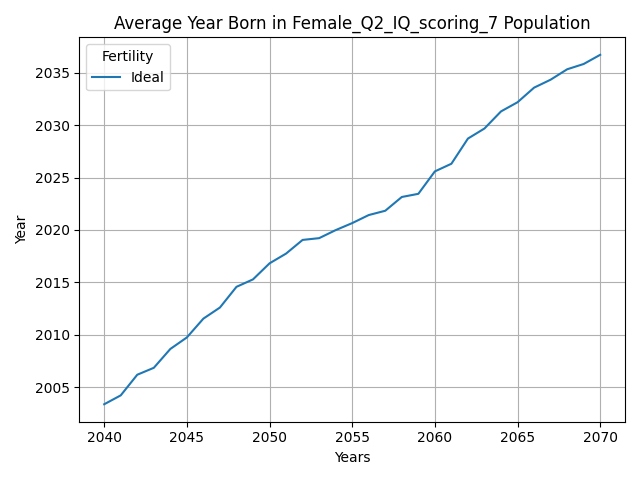 Average Year Born in Female_Q2_IQ_scoring_7 Population
Fertility
Ideal
Year
2035
2030
2025
2020
2015
2010
2005
2040 2045 2050 2055 2060 2065 2070
Years